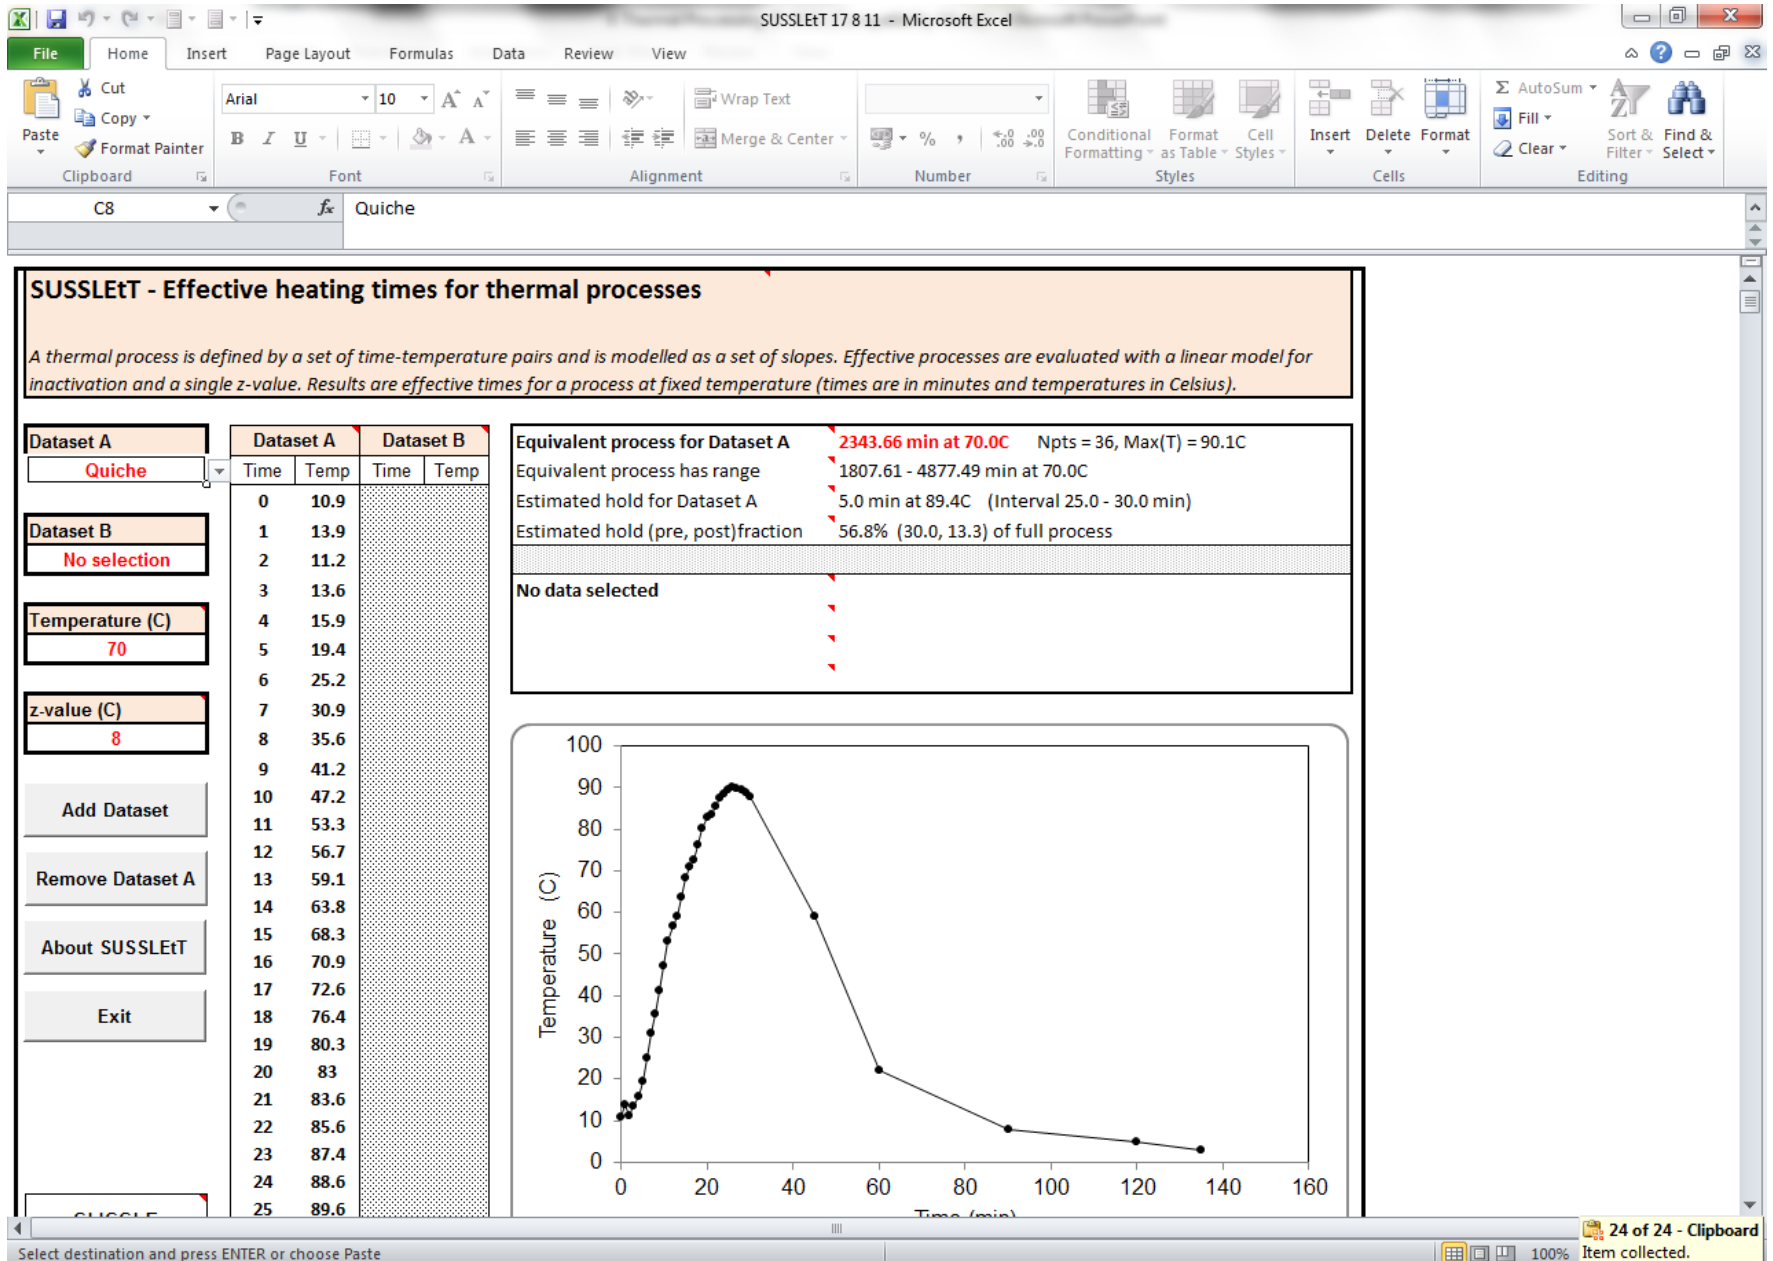 SUSSLEtT 17 8 11 - Microsoft Excel
File Home Insert Page Layout Formulas Data Review View
Cut
Copy
Format Painter
Paste
Clipboard
Arial 10 A A
B I U A
Font
Wrap Text
Merge & Center
Alignment
% , .0 .00 .00 .0
Number
Conditional Formatting
Format as Table
Cell Styles
Styles
Insert Delete Format
Cells
Σ AutoSum
Fill
Clear
Sort & Filter
Find & Select
Editing
C8 fx Quiche
SUSSLEtT - Effective heating times for thermal processes
A thermal process is defined by a set of time-temperature pairs and is modelled as a set of slopes. Effective processes are evaluated with a linear model for
inactivation and a single z-value. Results are effective times for a process at fixed temperature (times are in minutes and temperatures in Celsius).
Dataset A
Quiche
Dataset B
No selection
Temperature (C)
70
z-value (C)
8
Add Dataset
Remove Dataset A
About SUSSLEtT
Exit
Dataset A Dataset B
Time Temp Time Temp
0 10.9
1 13.9
2 11.2
3 13.6
4 15.9
5 19.4
6 25.2
7 30.9
8 35.6
9 41.2
10 47.2
11 53.3
12 56.7
13 59.1
14 63.8
15 68.3
16 70.9
17 72.6
18 76.4
19 80.3
20 83
21 83.6
22 85.6
23 87.4
24 88.6
25 89.6
Equivalent process for Dataset A 2343.66 min at 70.0C Npts = 36, Max(T) = 90.1C
Equivalent process has range 1807.61 - 4877.49 min at 70.0C
Estimated hold for Dataset A 5.0 min at 89.4C (Interval 25.0 - 30.0 min)
Estimated hold (pre, post)fraction 56.8% (30.0, 13.3) of full process
No data selected
Temperature (C)
100
90
80
70
60
50
40
30
20
10
0
0 20 40 60 80 100 120 140 160
Time (min)
Select destination and press ENTER or choose Paste
100%
24 of 24 - Clipboard
Item collected.